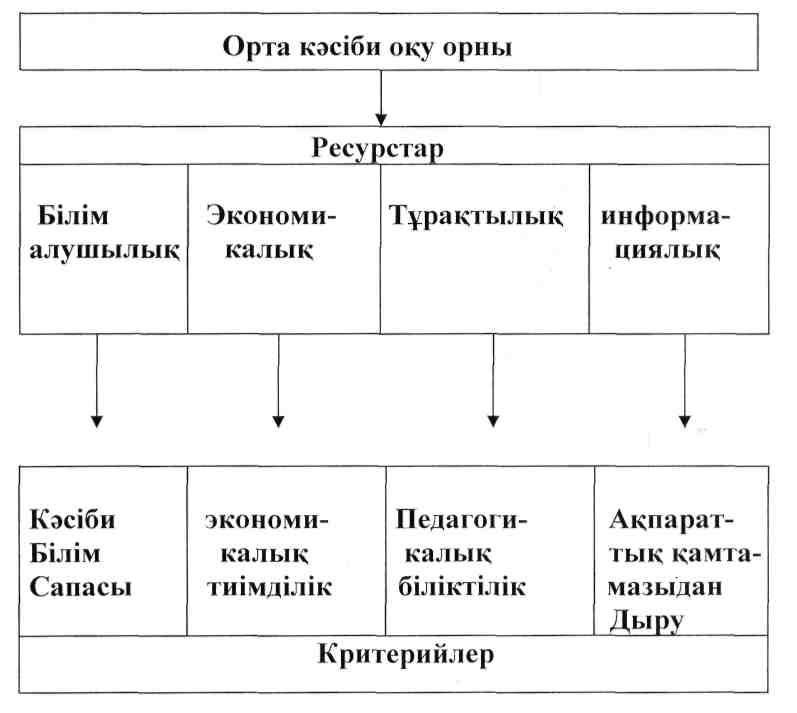 Орта кәсіби оқу орны
Ресурстар
Білім
алушылық
Экономи-
калық
Тұрақтылық
информа-
циялық
Кәсіби
Білім
Сапасы
экономи-
калық
тиімділік
Педагоги-
калық
біліктілік
Ақпарат-
тық қамта-
мазыдан
Дыру
Критерийлер